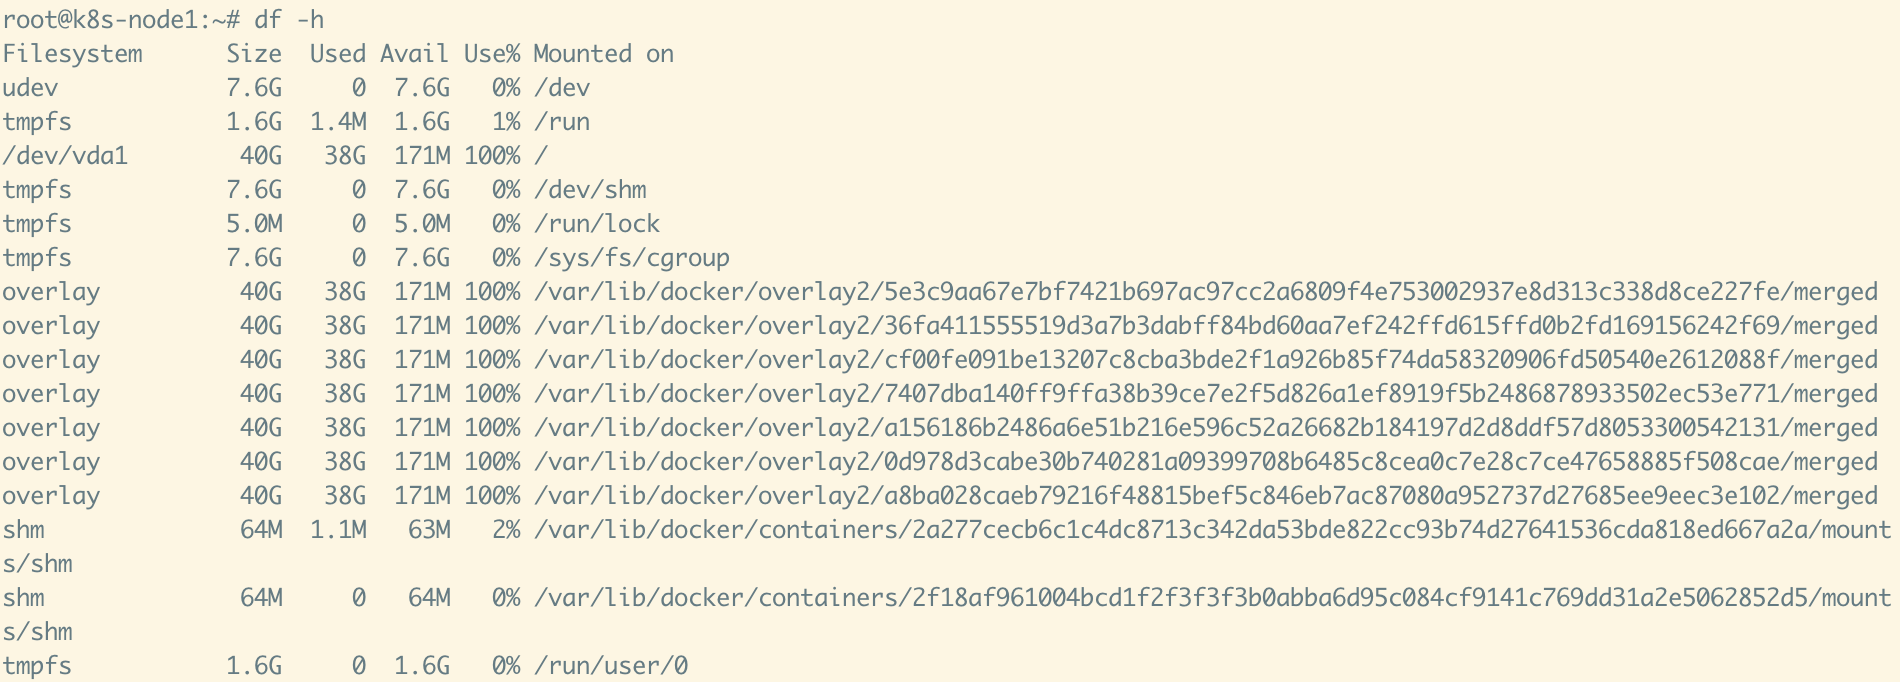 root@k8s-node1:~# df -h
Filesystem      Size  Used Avail Use% Mounted on
udev            7.6G     0  7.6G   0% /dev
tmpfs           1.6G  1.4M  1.6G   1% /run
/dev/vda1        40G   38G  171M 100% /
tmpfs           7.6G     0  7.6G   0% /dev/shm
tmpfs           5.0M     0  5.0M   0% /run/lock
tmpfs           7.6G     0  7.6G   0% /sys/fs/cgroup
overlay          40G   38G  171M 100% /var/lib/docker/overlay2/5e3c9aa67e7bf7421b697ac97cc2a6809f4e753002937e8d313c338d8ce227fe/merged
overlay          40G   38G  171M 100% /var/lib/docker/overlay2/36fa411555519d3a7b3dabff84bd60aa7ef242ffd615ffd0b2fd169156242f69/merged
overlay          40G   38G  171M 100% /var/lib/docker/overlay2/cf00fe091be13207c8cba3bde2f1a926b85f74da58320906fd50540e2612088f/merged
overlay          40G   38G  171M 100% /var/lib/docker/overlay2/7407dba140ff9ffa38b39ce7e2f5d826a1ef8919f5b2486878933502ec53e771/merged
overlay          40G   38G  171M 100% /var/lib/docker/overlay2/a156186b2486a6e51b216e596c52a26682b184197d2d8ddf57d8053300542131/merged
overlay          40G   38G  171M 100% /var/lib/docker/overlay2/0d978d3cabe30b740281a09399708b6485c8cea0c7e28c7ce47658885f508cae/merged
overlay          40G   38G  171M 100% /var/lib/docker/overlay2/a8ba028caeb79216f48815bef5c846eb7ac87080a952737d27685ee9eec3e102/merged
shm              64M  1.1M   63M   2% /var/lib/docker/containers/2a277cecb6c1c4dc8713c342da53bde822cc93b74d27641536cda818ed667a2a/mount
s/shm
shm              64M     0   64M   0% /var/lib/docker/containers/2f18af961004bcd1f2f3f3f3b0abba6d95c084cf9141c769dd31a2e5062852d5/mount
s/shm
tmpfs           1.6G     0  1.6G   0% /run/user/0